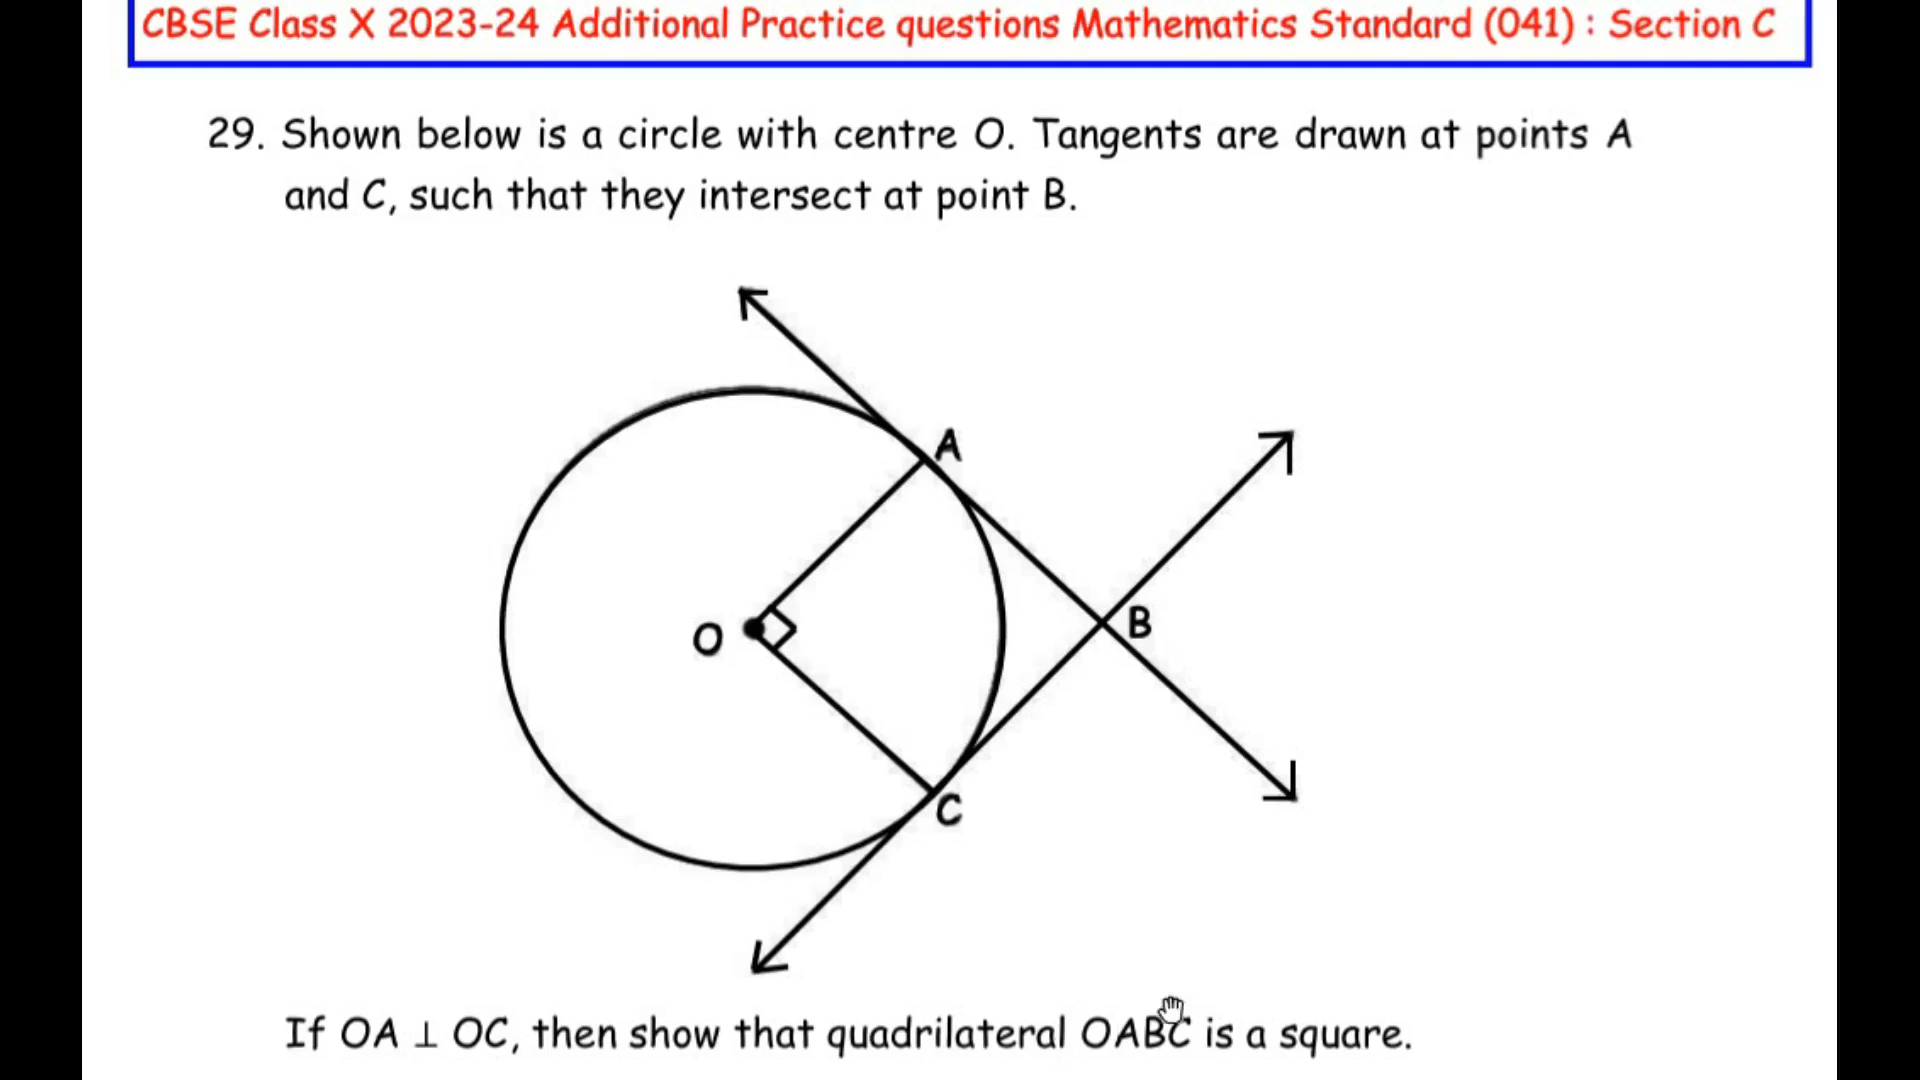 CBSE Class X 2023-24 Additional Practice questions Mathematics Standard (041) : Section C
29. Shown below is a circle with centre O. Tangents are drawn at points A
and C, such that they intersect at point B.
A
B
O
C
If OA ⊥ OC, then show that quadrilateral OABC is a square.